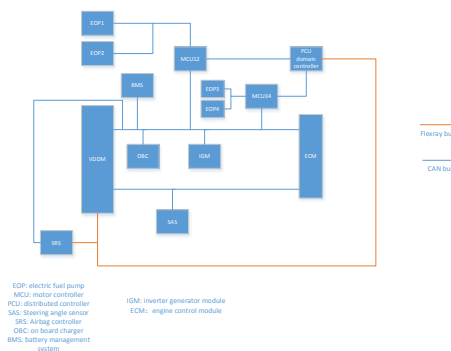 EOP1
EOP2
MCU12
PCU
domain
controller
BMS
EOP3
EOP4
MCU34
VDDM
OBC
IGM
ECM
SAS
SRS
Flexray bu
CAN bu
EOP: electric fuel pump
MCU: motor controller
PCU: distributed controller
SAS: Steering angle sensor
SRS: Airbag controller
OBC: on board charger
BMS: battery management
system
IGM: inverter generator module
ECM: engine control module